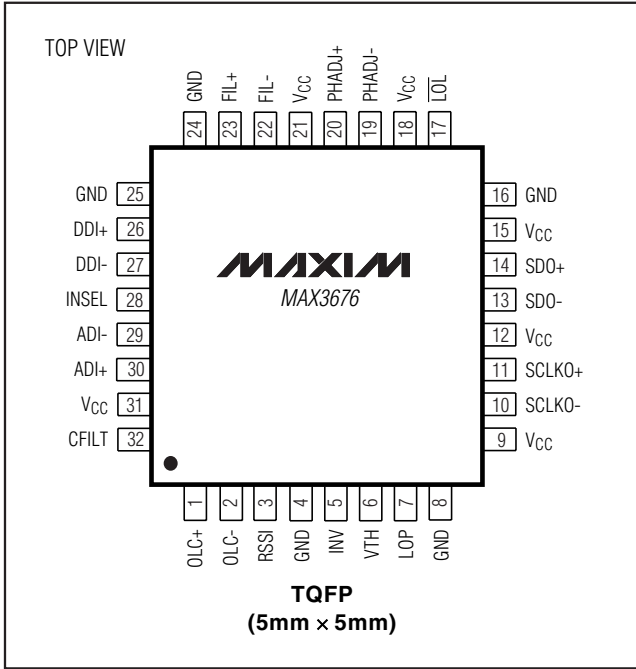 TOP VIEW
GND
FIL+
FIL-
VCC
PHADJ+
PHADJ-
VCC
L̅O̅L̅
24
23
22
21
20
19
18
17
GND 25
DDI+ 26
DDI- 27
INSEL 28
ADI- 29
ADI+ 30
VCC 31
CFILT 32
MAXIM
MAX3676
16 GND
15 VCC
14 SDO+
13 SDO-
12 VCC
11 SCLKO+
10 SCLKO-
9 VCC
1
2
3
4
5
6
7
8
OLC+
OLC-
RSSI
GND
INV
VTH
LOP
GND
TQFP
(5mm × 5mm)